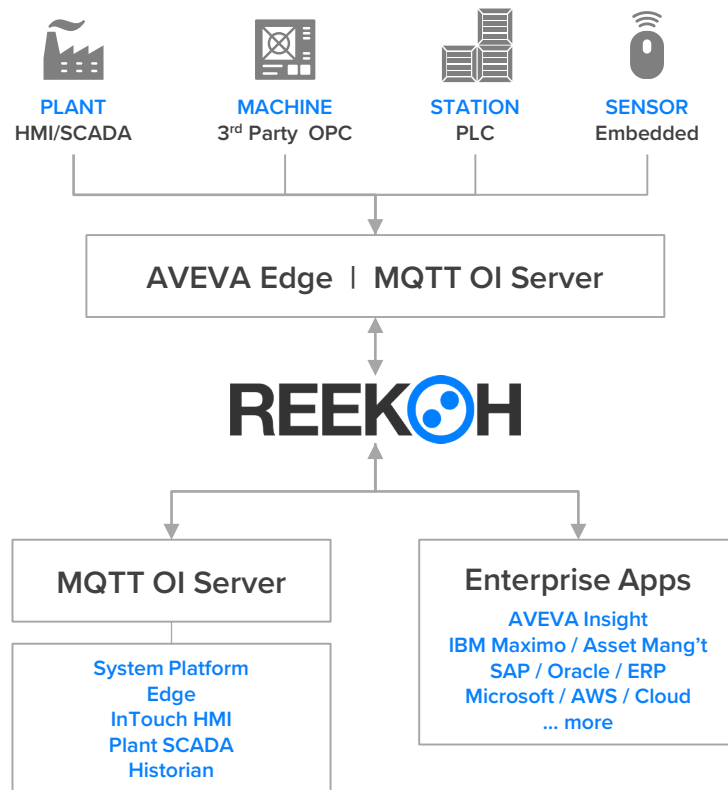 PLANT
HMI/SCADA
MACHINE
3rd Party OPC
STATION
PLC
SENSOR
Embedded
AVEVA Edge | MQTT OI Server
REEKOH
MQTT OI Server
System Platform
Edge
InTouch HMI
Plant SCADA
Historian
Enterprise Apps
AVEVA Insight
IBM Maximo / Asset Mang't
SAP / Oracle / ERP
Microsoft / AWS / Cloud
... more